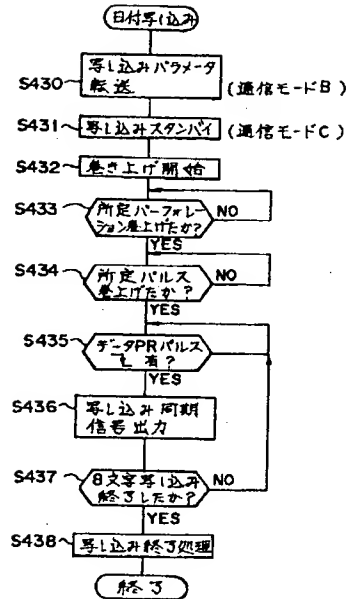 日付写し込み
S430
写し込みパラメータ
転送
(通信モードB)
S431
写し込みスタンバイ
(通信モードC)
S432
巻き上げ開始
S433
所定パーフォレー
ション巻上げたか?
NO
YES
S434
所定パルス
巻上げたか?
NO
YES
S435
データPRパルス
有?
YES
S436
写し込み同期
信号出力
S437
8文字写し込み
終了したか?
NO
YES
S438
写し込み終了処理
終了